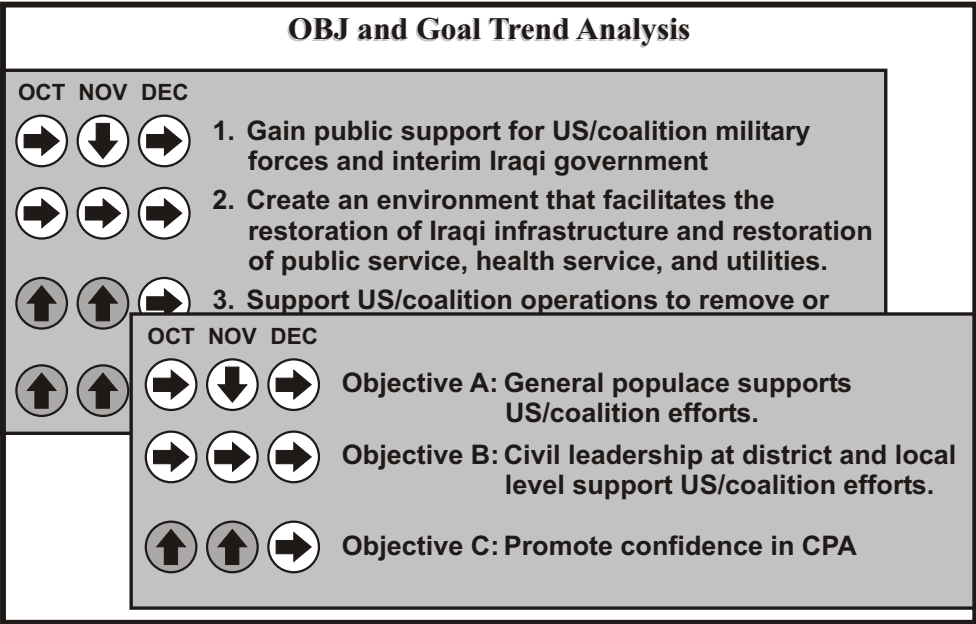 OBJ and Goal Trend Analysis
OCT NOV DEC
1. Gain public support for US/coalition military
forces and interim Iraqi government
2. Create an environment that facilitates the
restoration of Iraqi infrastructure and restoration
of public service, health service, and utilities.
3. Support US/coalition operations to remove or
OCT NOV DEC
Objective A: General populace supports
US/coalition efforts.
Objective B: Civil leadership at district and local
level support US/coalition efforts.
Objective C: Promote confidence in CPA